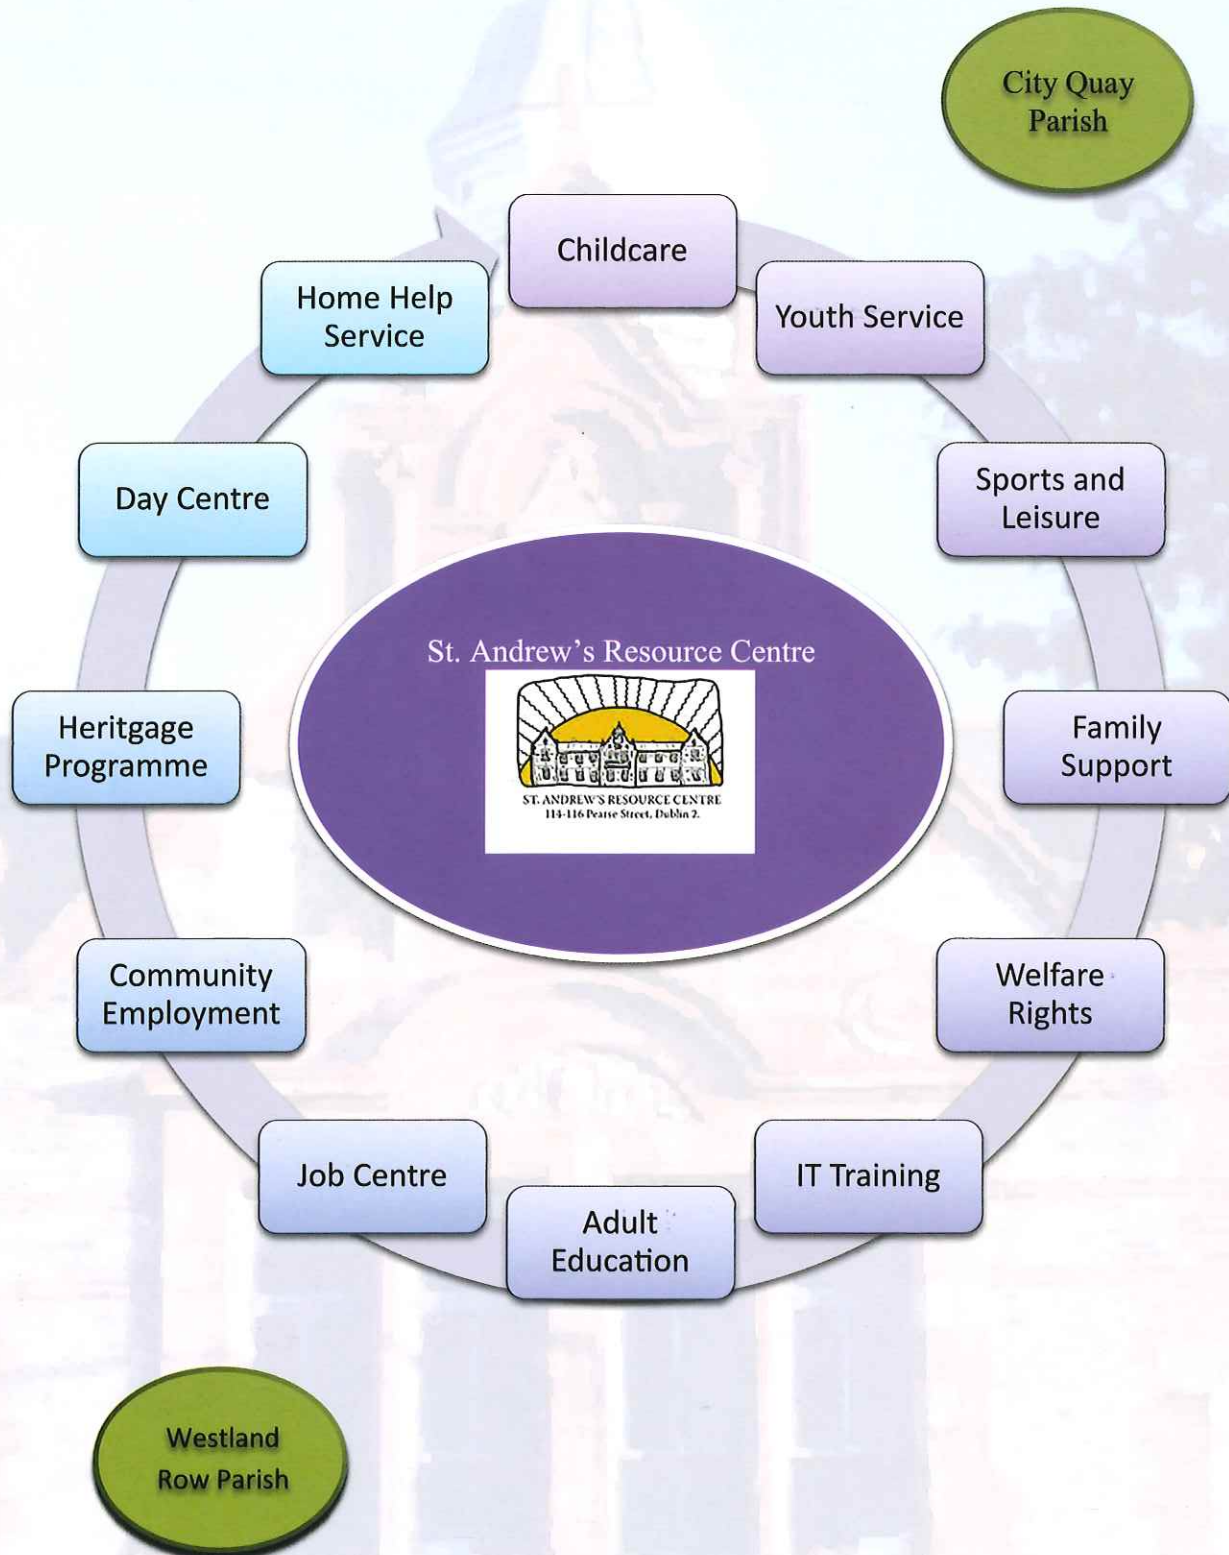 City Quay
Parish
Childcare
Youth Service
Sports and
Leisure
Family
Support
Welfare
Rights
IT Training
Adult
Education
Job Centre
Community
Employment
Heritgage
Programme
Day Centre
Home Help
Service
St. Andrew's Resource Centre
ST. ANDREW'S RESOURCE CENTRE
114-116 Pearse Street, Dublin 2.
Westland
Row Parish